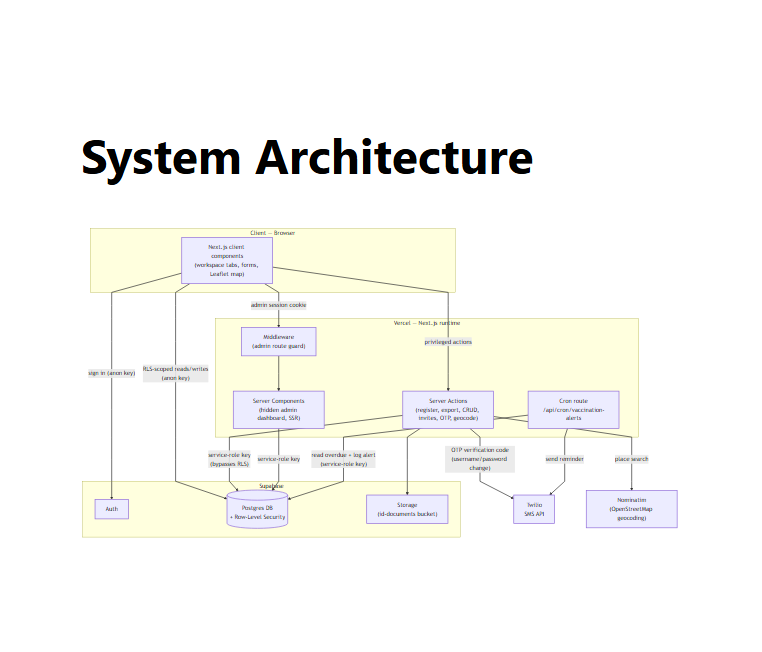 System Architecture
Client — Browser
Next.js client
components
(workspace tabs, forms,
Leaflet map)
admin session cookie
Vercel — Next.js runtime
Middleware
(admin route guard)
privileged actions
sign in (anon key)
RLS-scoped reads/writes
(anon key)
Server Components
(hidden admin
dashboard, SSR)
Server Actions
(register, export, CRUD,
invites, OTP, geocode)
Cron route
/api/cron/vaccination-
alerts
service-role key
(bypasses RLS)
service-role key
read overdue + log alert
(service-role key)
OTP verification code
(username/password
change)
send reminder
place search
Supabase
Auth
Postgres DB
+ Row-Level Security
Storage
(id-documents bucket)
Twilio
SMS API
Nominatim
(OpenStreetMap
geocoding)